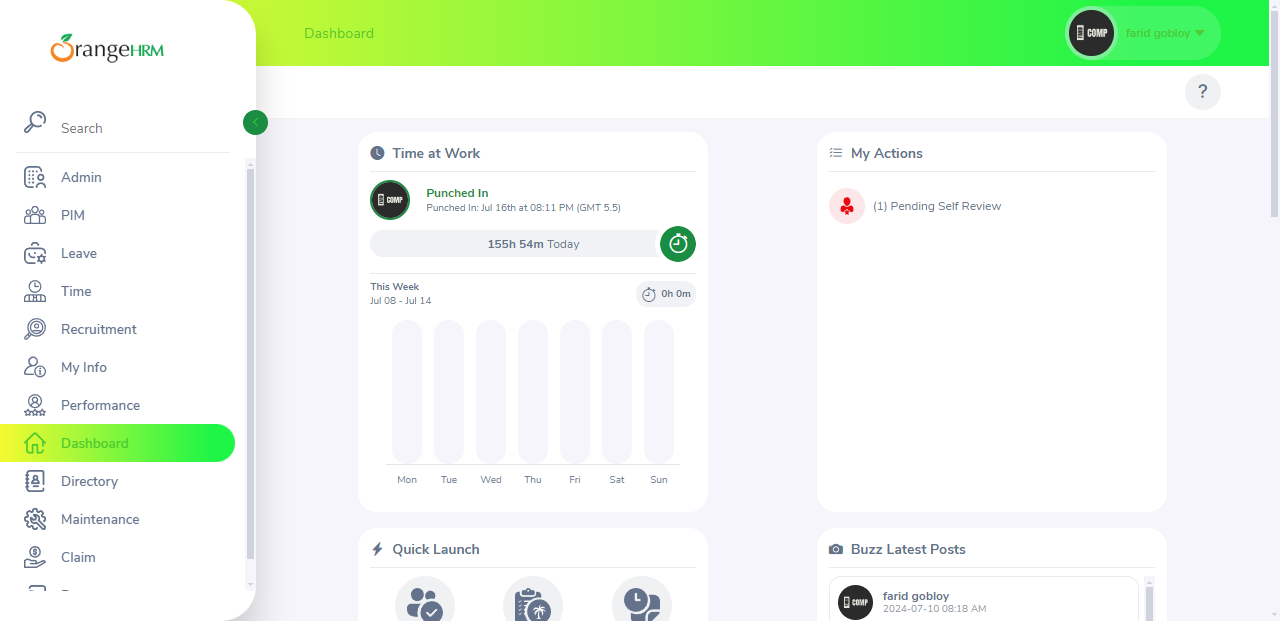 OrangeHRM
Dashboard
COMP
farid gobloy
?
Search
Admin
PIM
Leave
Time
Recruitment
My Info
Performance
Dashboard
Directory
Maintenance
Claim
Time at Work
COMP
Punched In
Punched In: Jul 16th at 08:11 PM (GMT 5.5)
155h 54m Today
This Week
Jul 08 - Jul 14
0h 0m
Mon Tue Wed Thu Fri Sat Sun
My Actions
(1) Pending Self Review
Quick Launch
Buzz Latest Posts
COMP
farid gobloy
2024-07-10 08:18 AM